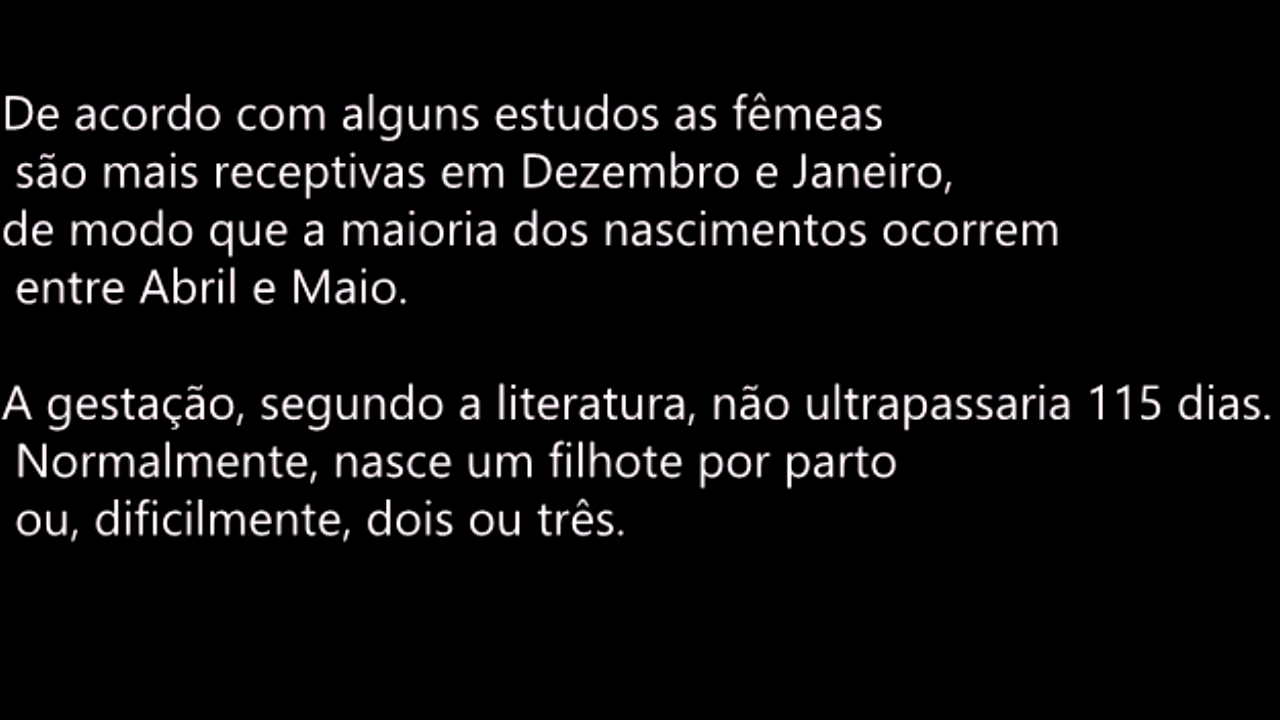 De acordo com alguns estudos as fêmeas
são mais receptivas em Dezembro e Janeiro,
de modo que a maioria dos nascimentos ocorrem
entre Abril e Maio.
A gestação, segundo a literatura, não ultrapassaria 115 dias.
Normalmente, nasce um filhote por parto
ou, dificilmente, dois ou três.